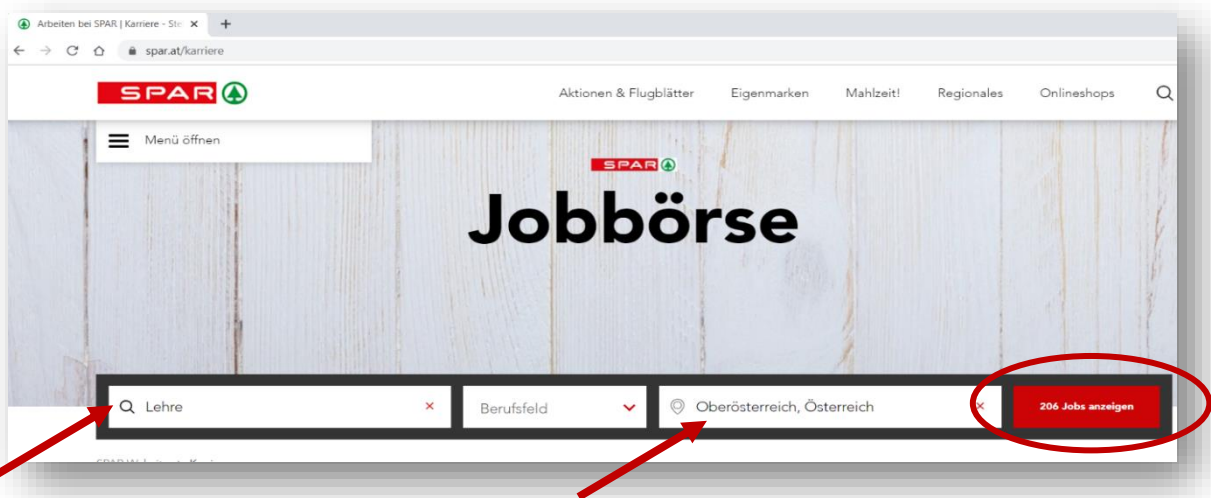 Arbeiten bei SPAR | Karriere - Ste
spar.at/karriere
SPAR
Aktionen & Flugblätter Eigenmarken Mahlzeit! Regionales Onlineshops
Menü öffnen
SPAR
Jobbörse
Lehre Berufsfeld Oberösterreich, Österreich 206 Jobs anzeigen